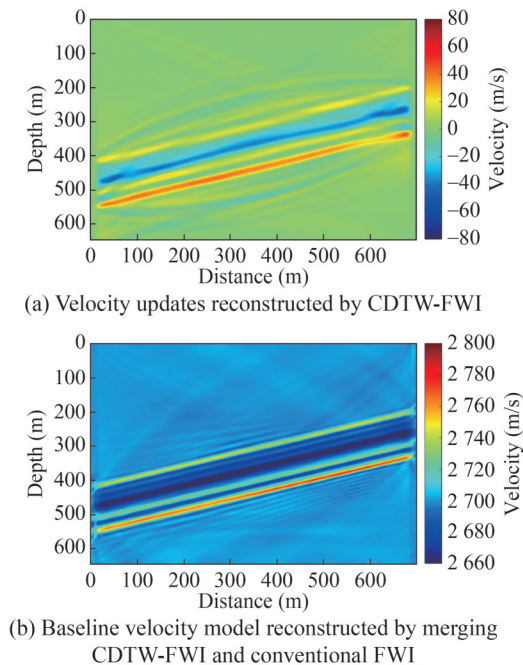 0
100
200
300
400
500
600
Depth (m)
0 100 200 300 400 500 600
Distance (m)
80
60
40
20
0
−20
−40
−60
−80
Velocity (m/s)
(a) Velocity updates reconstructed by CDTW-FWI
0
100
200
300
400
500
600
Depth (m)
0 100 200 300 400 500 600
Distance (m)
2 800
2 780
2 760
2 740
2 720
2 700
2 680
2 660
Velocity (m/s)
(b) Baseline velocity model reconstructed by merging
CDTW-FWI and conventional FWI